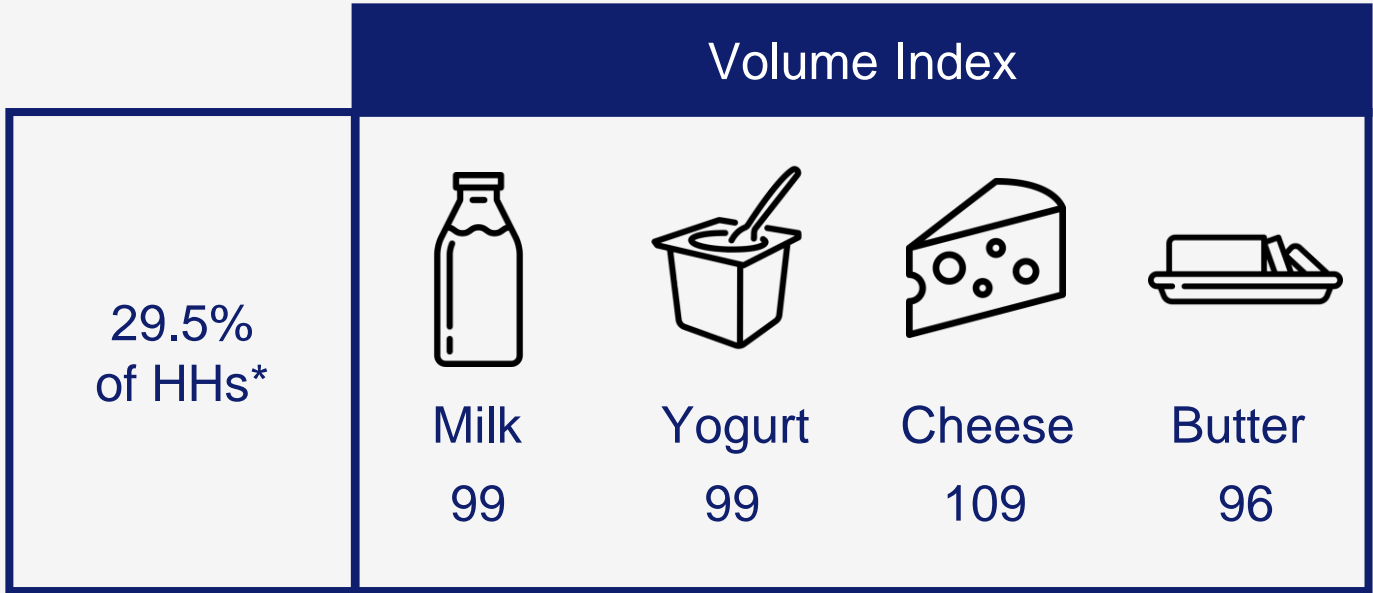 Volume Index
29.5%
of HHs*
Milk Yogurt Cheese Butter
99 99 109 96